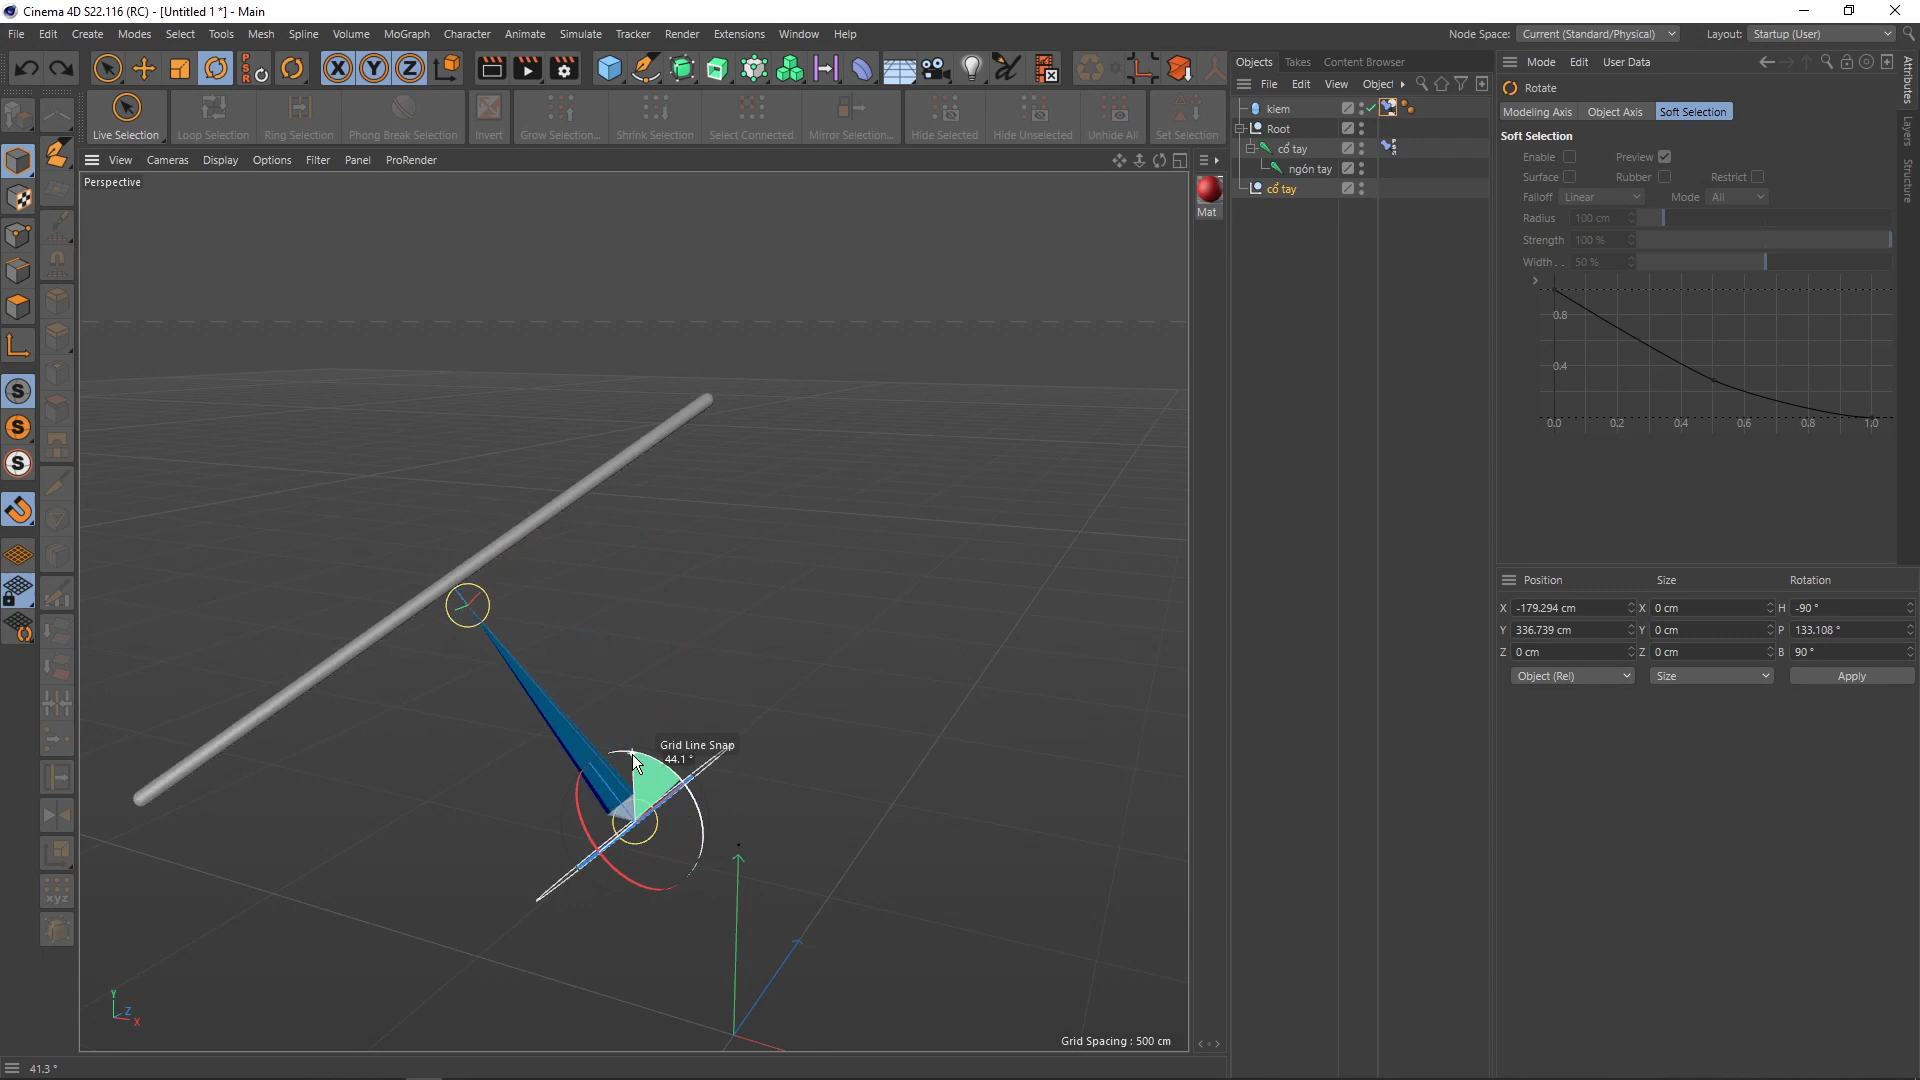 Cinema 4D S22.116 (RC) - [Untitled 1 *] - Main
File Edit Create Modes Select Tools Mesh Spline Volume MoGraph Character Animate Simulate Tracker Render Extensions Window Help
Node Space: Current (Standard/Physical) Layout: Startup (User)
PSR
X Y Z
Live Selection Loop Selection Ring Selection Phong Break Selection Invert Grow Selection... Shrink Selection Select Connected Mirror Selection... Hide Selected Hide Unselected Unhide All Set Selection
View Cameras Display Options Filter Panel ProRender
Perspective
Grid Line Snap
44.1 °
Y
Z
X
Grid Spacing : 500 cm
41.3 °
S
S
S
xyz
Mat
Objects Takes Content Browser
File Edit View Object
kiem
Root
cổ tay
ngón tay
cổ tay
Mode Edit User Data
Rotate
Modeling Axis Object Axis Soft Selection
Soft Selection
Enable Preview
Surface Rubber Restrict
Falloff Linear Mode All
Radius 100 cm
Strength 100 %
Width . . 50 %
0.8
0.4
0.0 0.2 0.4 0.6 0.8 1.0
Position Size Rotation
X -179.294 cm X 0 cm H -90 °
Y 336.739 cm Y 0 cm P 133.108 °
Z 0 cm Z 0 cm B 90 °
Object (Rel) Size Apply
Attributes
Layers
Structure